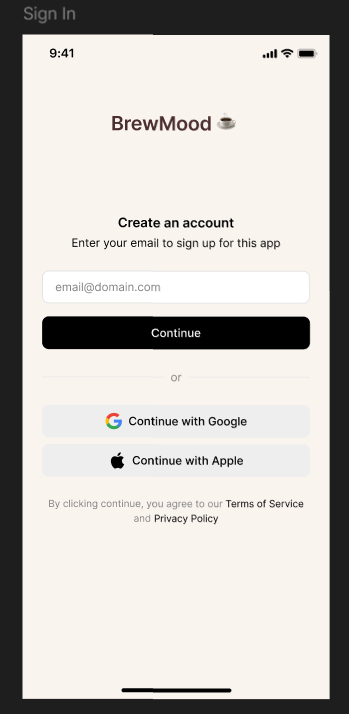 Sign In
9:41
BrewMood ☕
Create an account
Enter your email to sign up for this app
email@domain.com
Continue
or
Continue with Google
Continue with Apple
By clicking continue, you agree to our Terms of Service
and Privacy Policy